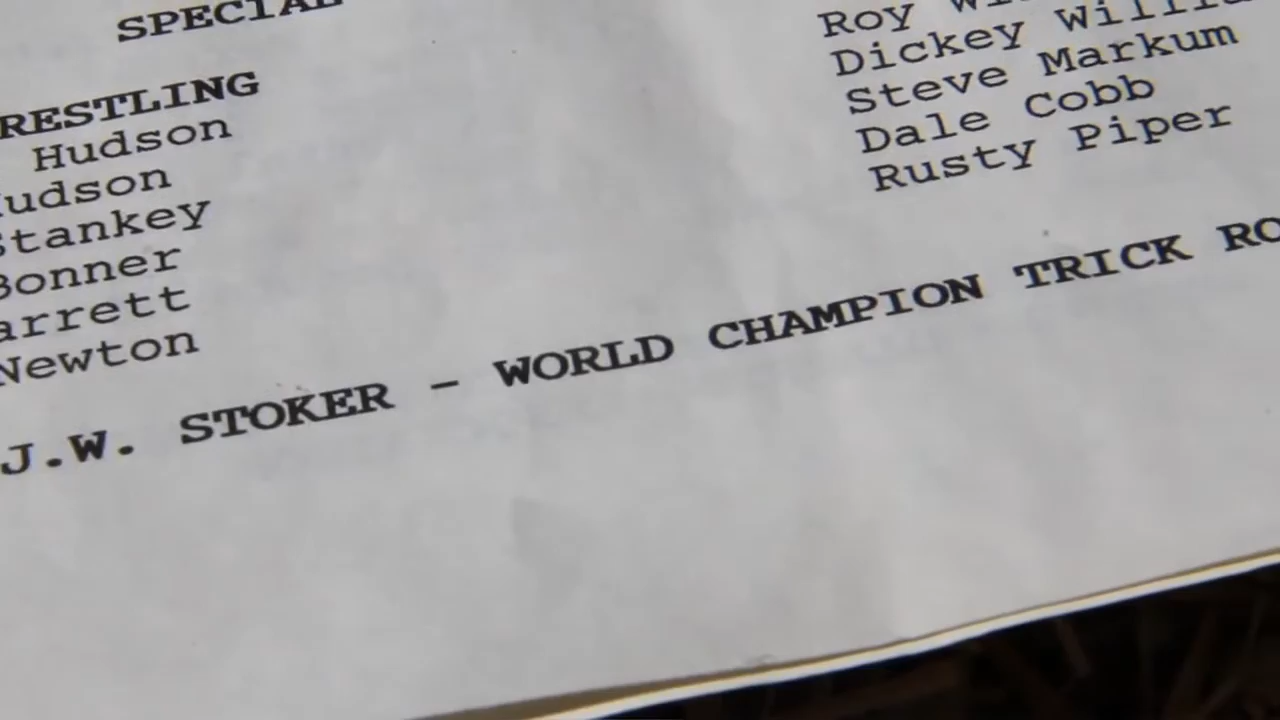 SPECIAL
RESTLING
Hudson
udson
Stankey
Bonner
arrett
Newton
Roy
Dickey
Steve Markum
Dale Cobb
Rusty Piper
J.W. STOKER - WORLD CHAMPION TRICK RO